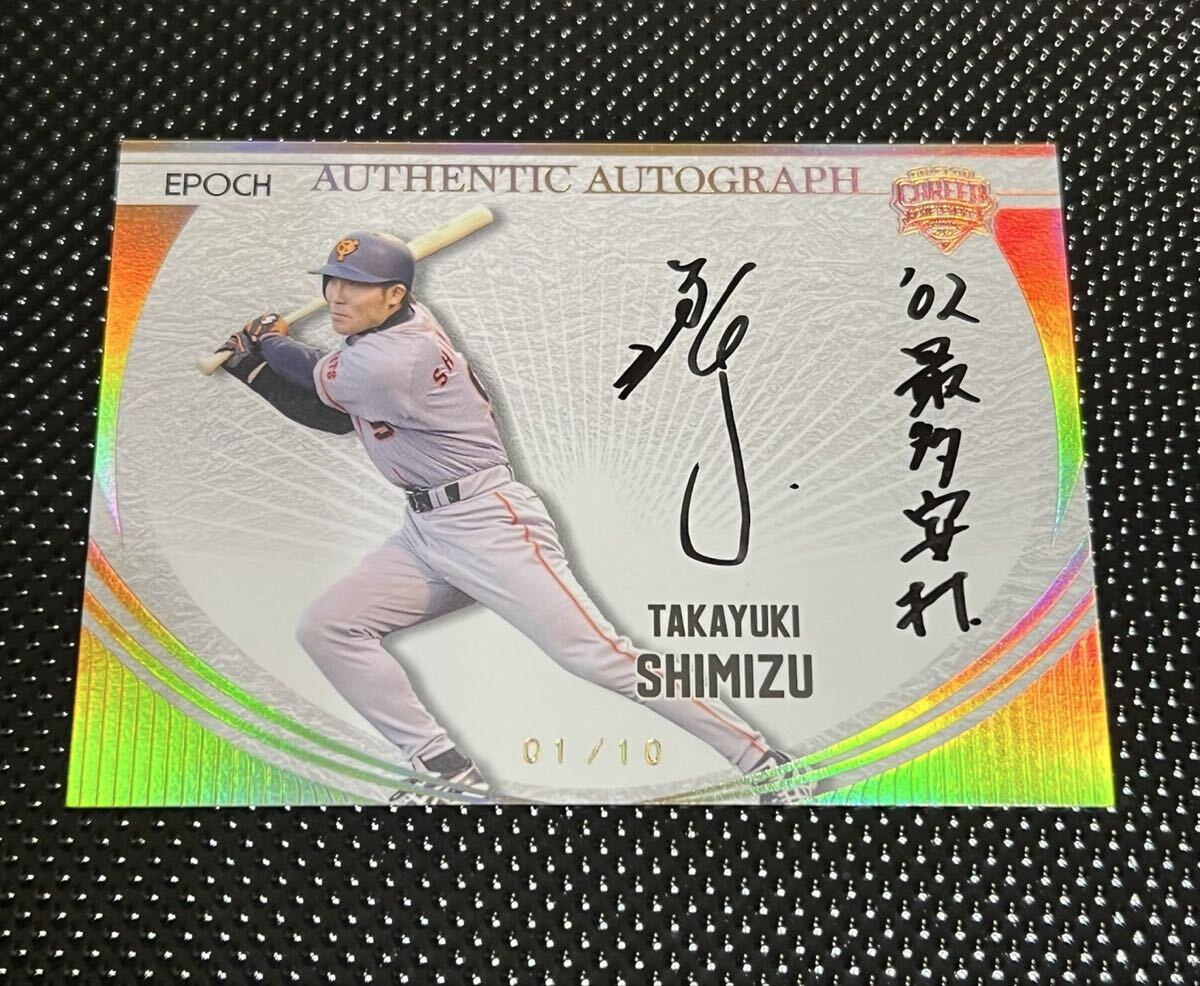 EPOCH
AUTHENTIC AUTOGRAPH
CAREER
'02 最多安打
TAKAYUKI
SHIMIZU
01/10